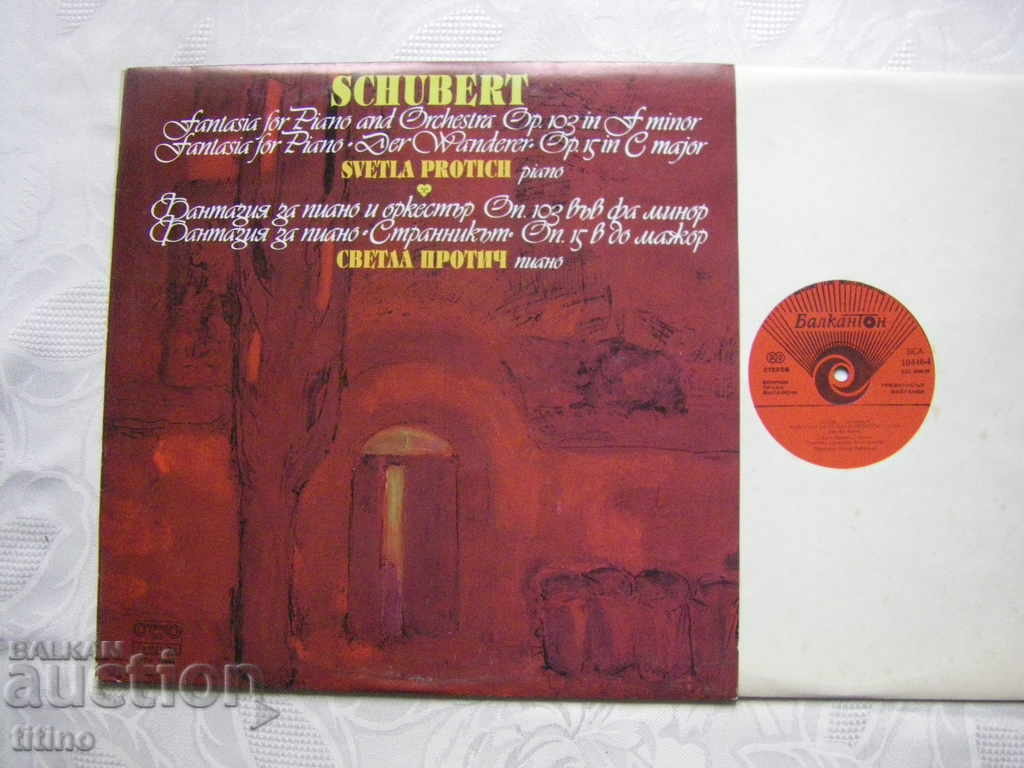 SCHUBERT
Fantasia for Piano and Orchestra Op. 103 in F minor
Fantasia for Piano «Der Wanderer» Op. 15 in C major
SVETLA PROTICH piano
Фантазия за пиано и оркестър Оп. 103 във фа минор
Фантазия за пиано «Странникът» Оп. 15 в до мажор
СВЕТЛА ПРОТИЧ пиано
Балкантон
ВСА
СТЕРЕО
BALKAN
auction
titino